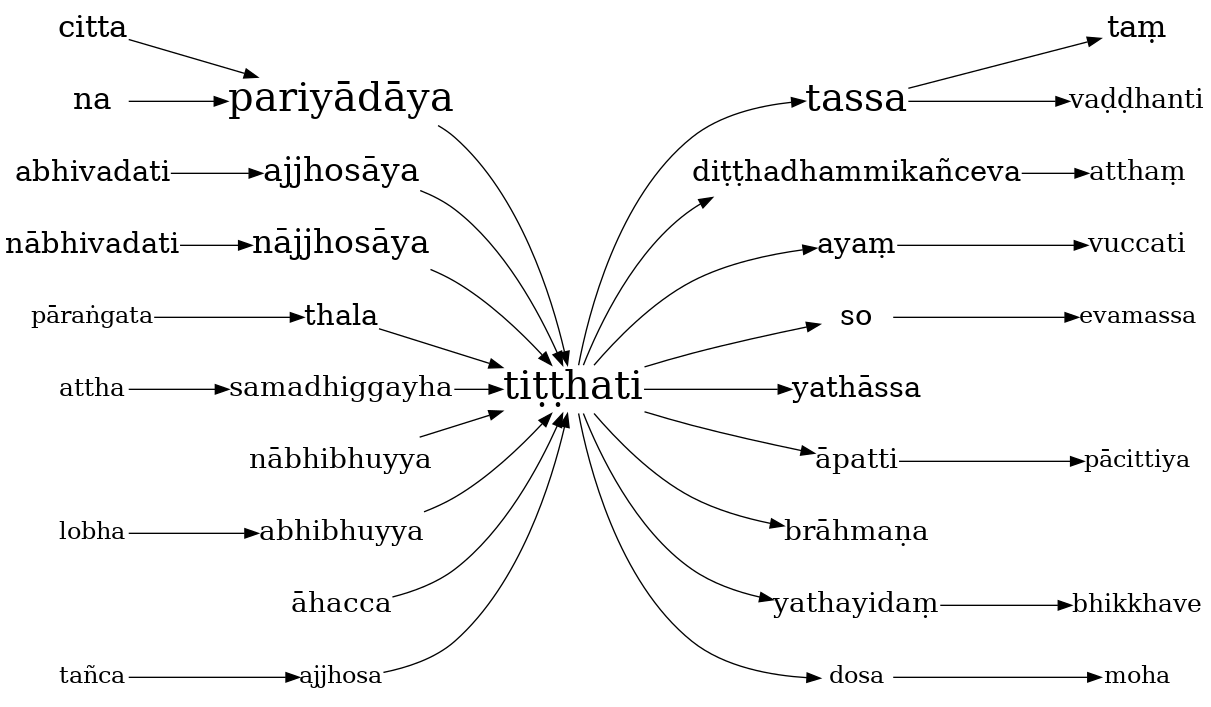 citta
taṃ
na
pariyādāya
tassa
vaḍḍhanti
abhivadati
ajjhosāya
diṭṭhadhammikañceva
atthaṃ
nābhivadati
nājjhosāya
ayaṃ
vuccati
pāraṅgata
thala
so
evamassa
attha
samadhiggayha
tiṭṭhati
yathāssa
nābhibhuyya
āpatti
pācittiya
lobha
abhibhuyya
brāhmaṇa
āhacca
yathayidaṃ
bhikkhave
tañca
ajjhosa
dosa
moha